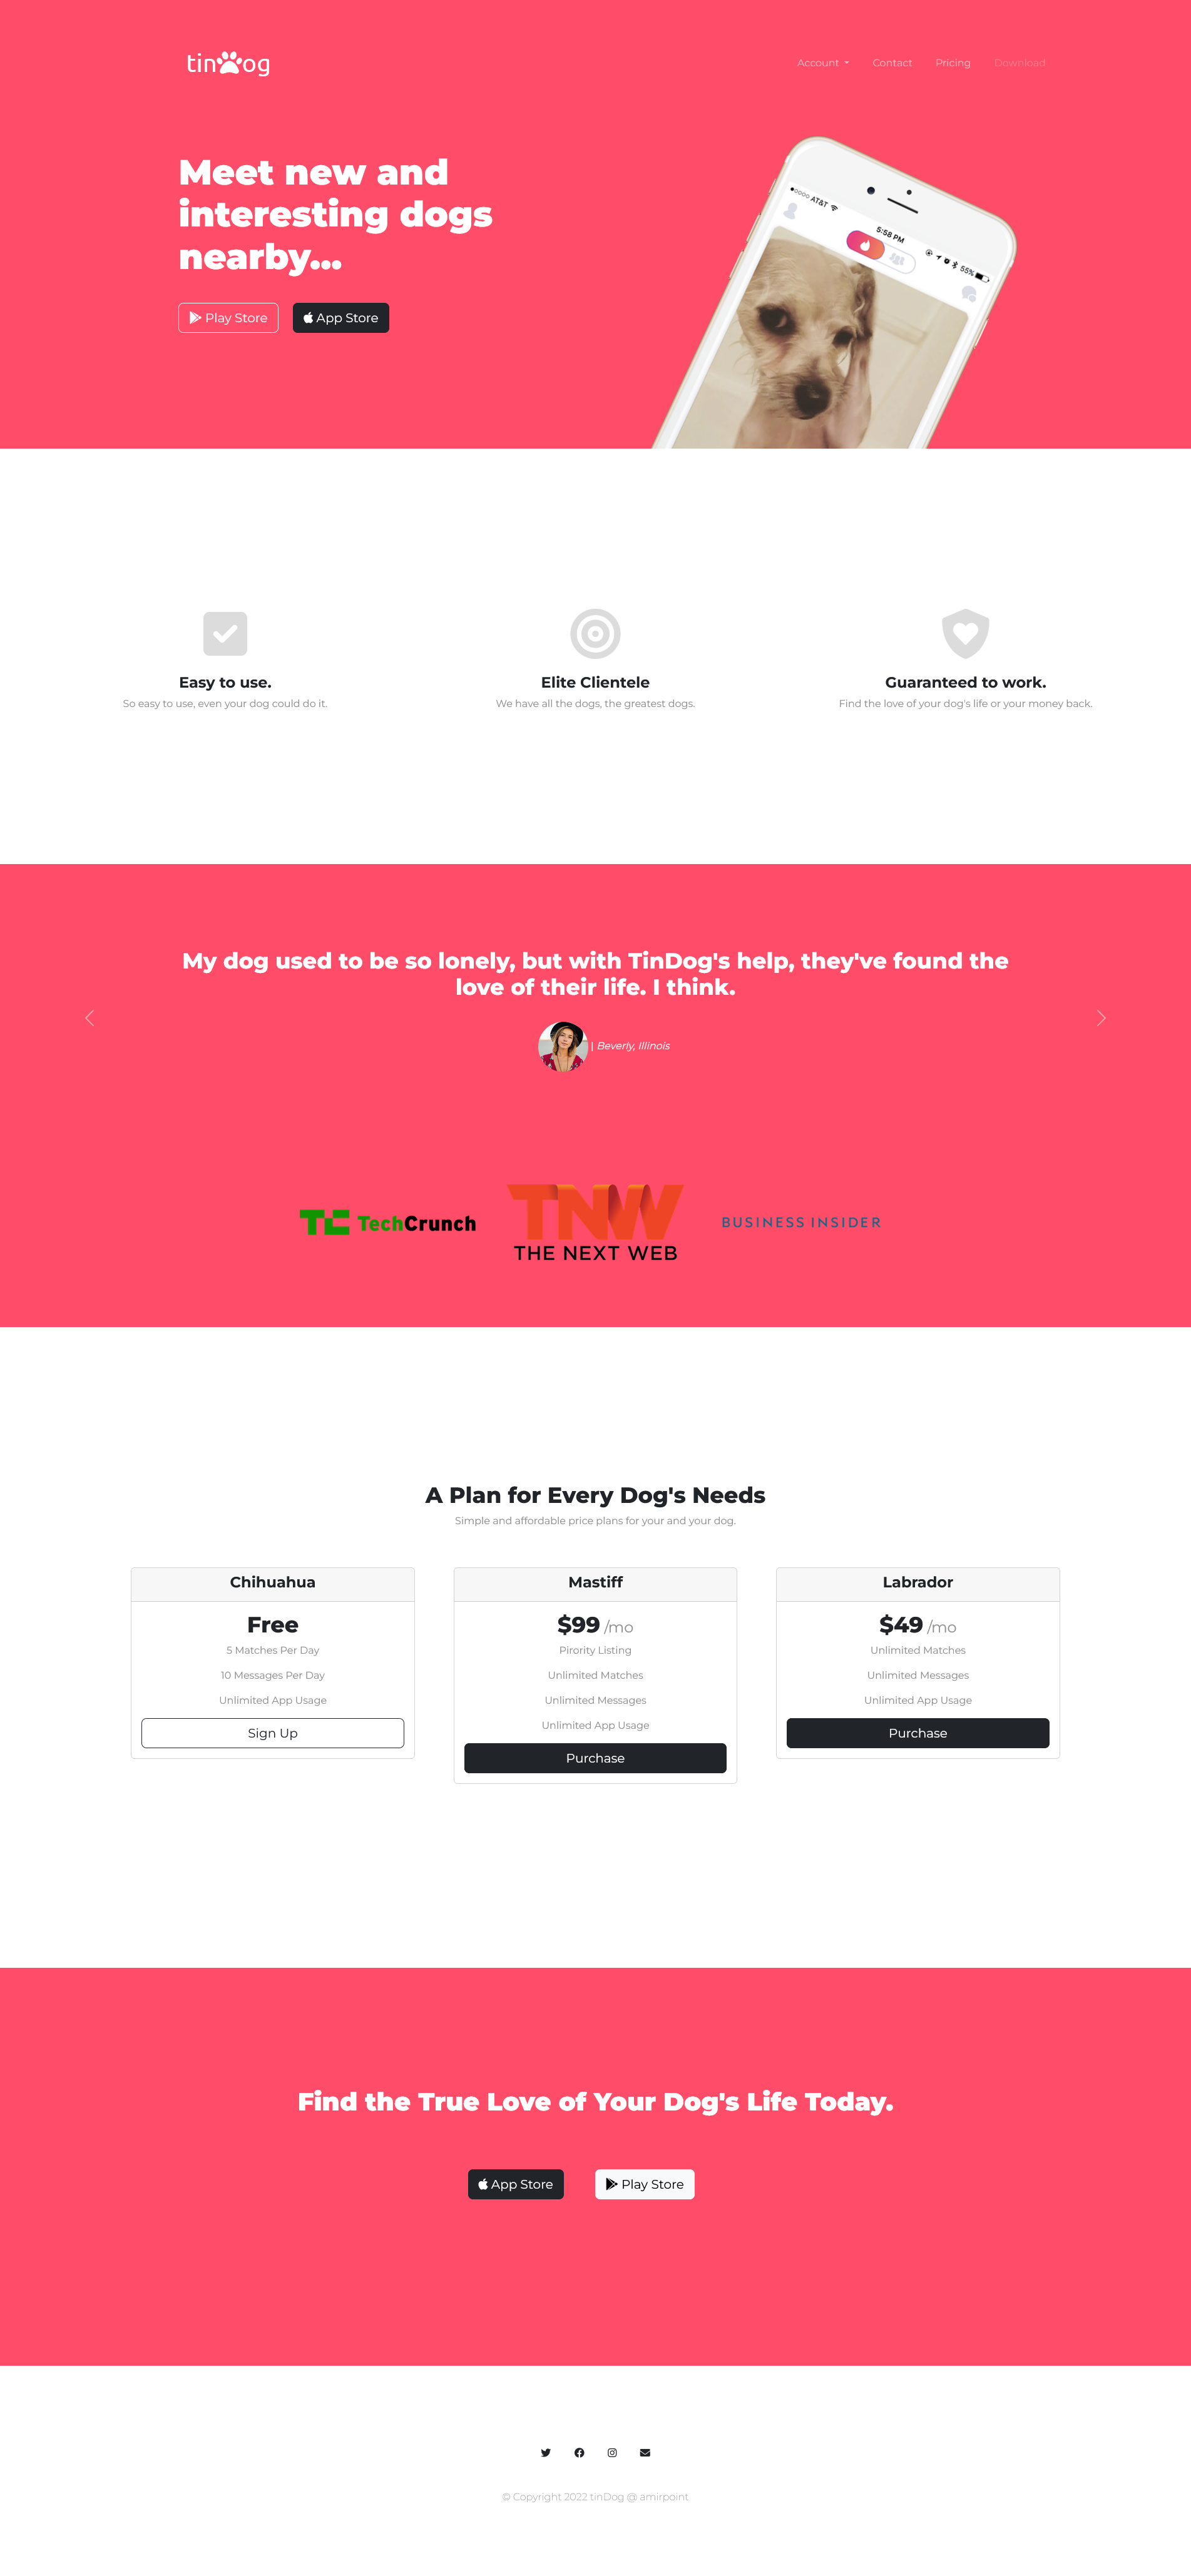 tindog
Account
Contact
Pricing
Download
Meet new and
interesting dogs
nearby...
Play Store
App Store
AT&T
5:58 PM
55%
Easy to use.
So easy to use, even your dog could do it.
Elite Clientele
We have all the dogs, the greatest dogs.
Guaranteed to work.
Find the love of your dog's life or your money back.
My dog used to be so lonely, but with TinDog's help, they've found the
love of their life. I think.
| Beverly, Illinois
TC TechCrunch
TNW
THE NEXT WEB
BUSINESS INSIDER
A Plan for Every Dog's Needs
Simple and affordable price plans for your and your dog.
Chihuahua
Free
5 Matches Per Day
10 Messages Per Day
Unlimited App Usage
Sign Up
Mastiff
$99 /mo
Pirority Listing
Unlimited Matches
Unlimited Messages
Unlimited App Usage
Purchase
Labrador
$49 /mo
Unlimited Matches
Unlimited Messages
Unlimited App Usage
Purchase
Find the True Love of Your Dog's Life Today.
App Store
Play Store
© Copyright 2022 tinDog @ amirpoint